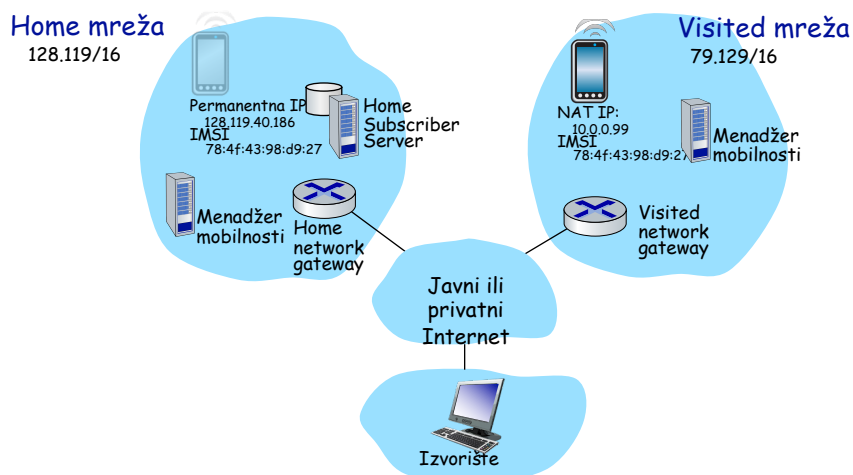 Home mreža
128.119/16
Visited mreža
79.129/16
Permanentna IP
128.119.40.186
IMSI
78:4f:43:98:d9:27
Home
Subscriber
Server
Menadžer
mobilnosti
Home
network
gateway
NAT IP:
10.0.0.99
IMSI
78:4f:43:98:d9:27
Menadžer
mobilnosti
Visited
network
gateway
Javni ili
privatni
Internet
Izvorište